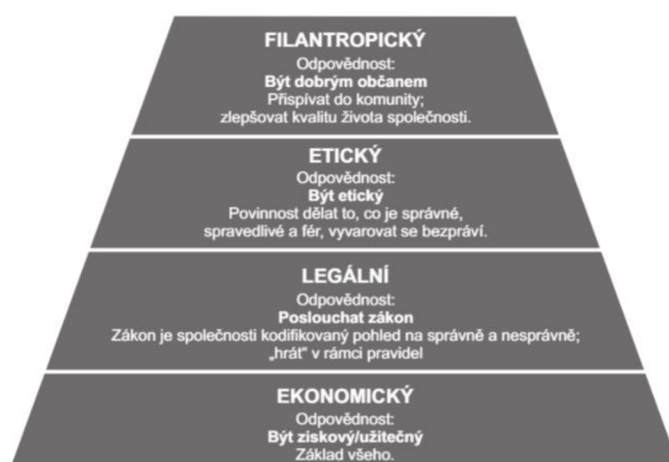 FILANTROPICKÝ
Odpovědnost:
Být dobrým občanem
Přispívat do komunity;
zlepšovat kvalitu života společnosti.
ETICKÝ
Odpovědnost:
Být etický
Povinnost dělat to, co je správné,
spravedlivé a fér, vyvarovat se bezpráví.
LEGÁLNÍ
Odpovědnost:
Poslouchat zákon
Zákon je společnosti kodifikovaný pohled na správně a nesprávně;
„hrát“ v rámci pravidel
EKONOMICKÝ
Odpovědnost:
Být ziskový/užitečný
Základ všeho.